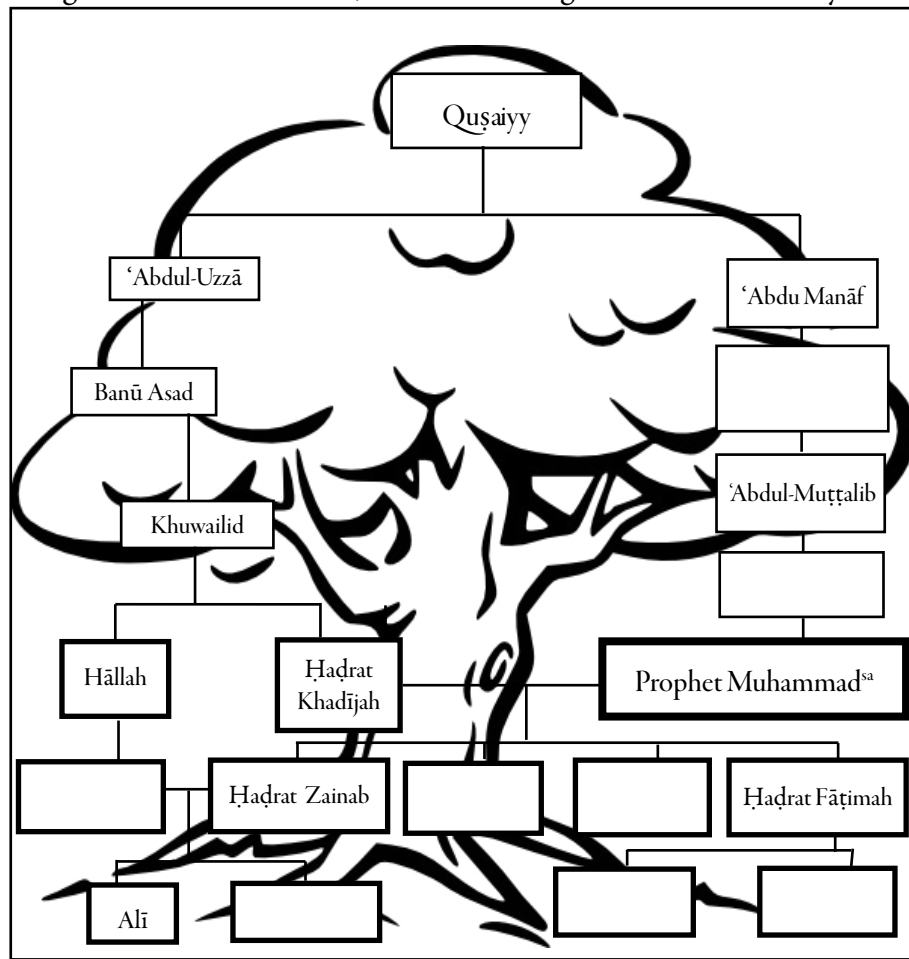 Quṣaiyy
‘Abdul-Uzzā
‘Abdu Manāf
Banū Asad
‘Abdul-Muṭṭalib
Khuwailid
Hāllah
Ḥaḍrat
Khadījah
Prophet Muhammadˢᵃ
Ḥaḍrat Zainab
Ḥaḍrat Fāṭimah
Alī